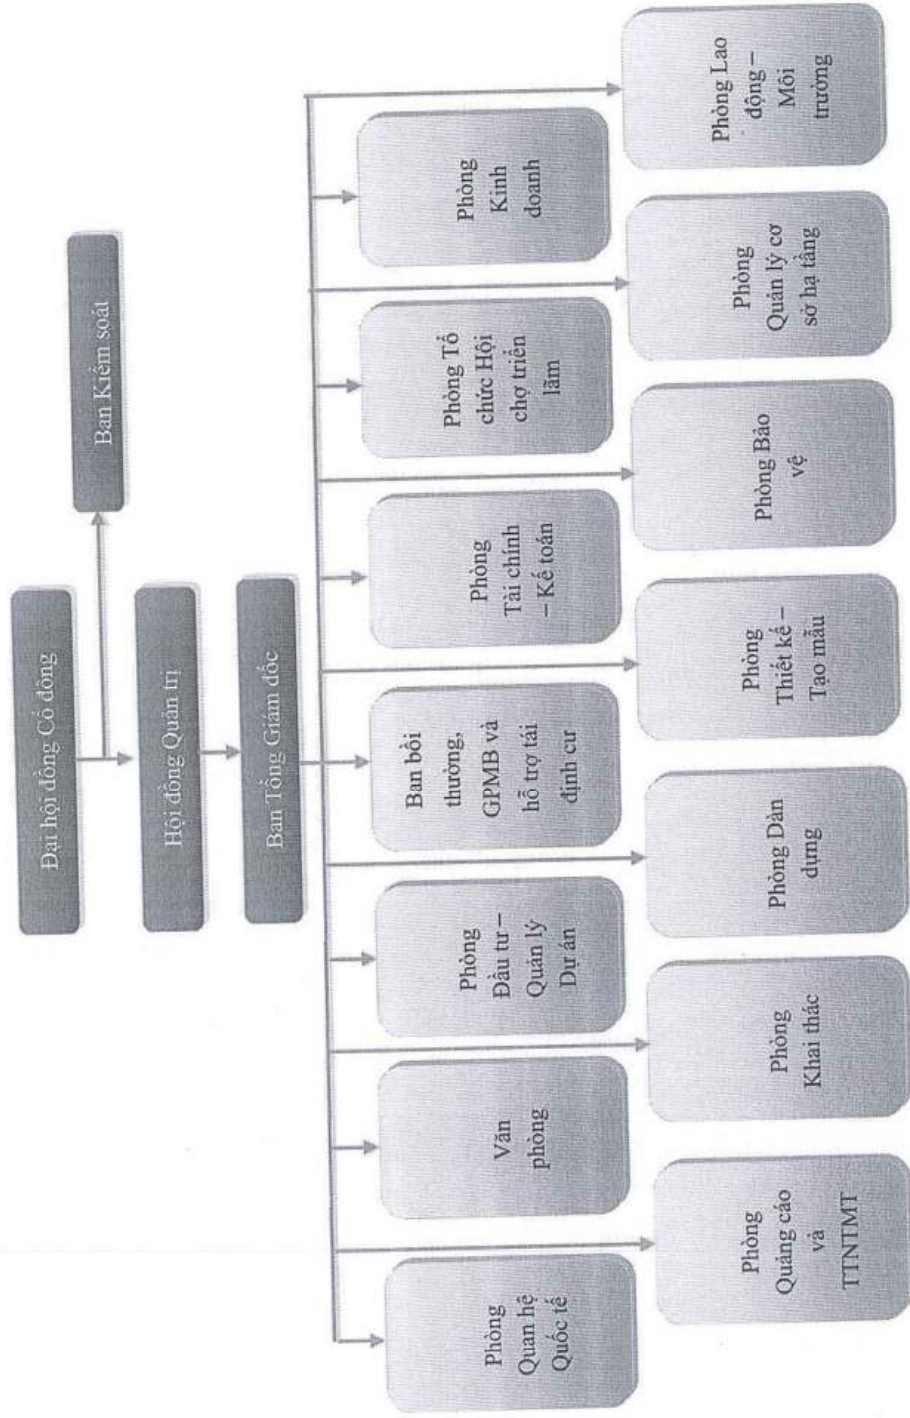 Đại hội đồng Cổ đông
Ban Kiểm soát
Hội đồng Quản trị
Ban Tổng Giám đốc
Phòng
Quan hệ
Quốc tế
Văn
phòng
Phòng
Đầu tư –
Quản lý
Dự án
Ban bồi
thường,
GPMB và
hỗ trợ tái
định cư
Phòng
Tài chính
– Kế toán
Phòng Tổ
chức Hội
chợ triển
lãm
Phòng
Kinh
doanh
Phòng
Quảng cáo
và
TTNTMT
Phòng
Khai thác
Phòng Dàn
dựng
Phòng
Thiết kế –
Tạo mẫu
Phòng Bảo
vệ
Phòng
Quản lý cơ
sở hạ tầng
Phòng Lao
động –
Môi
trường